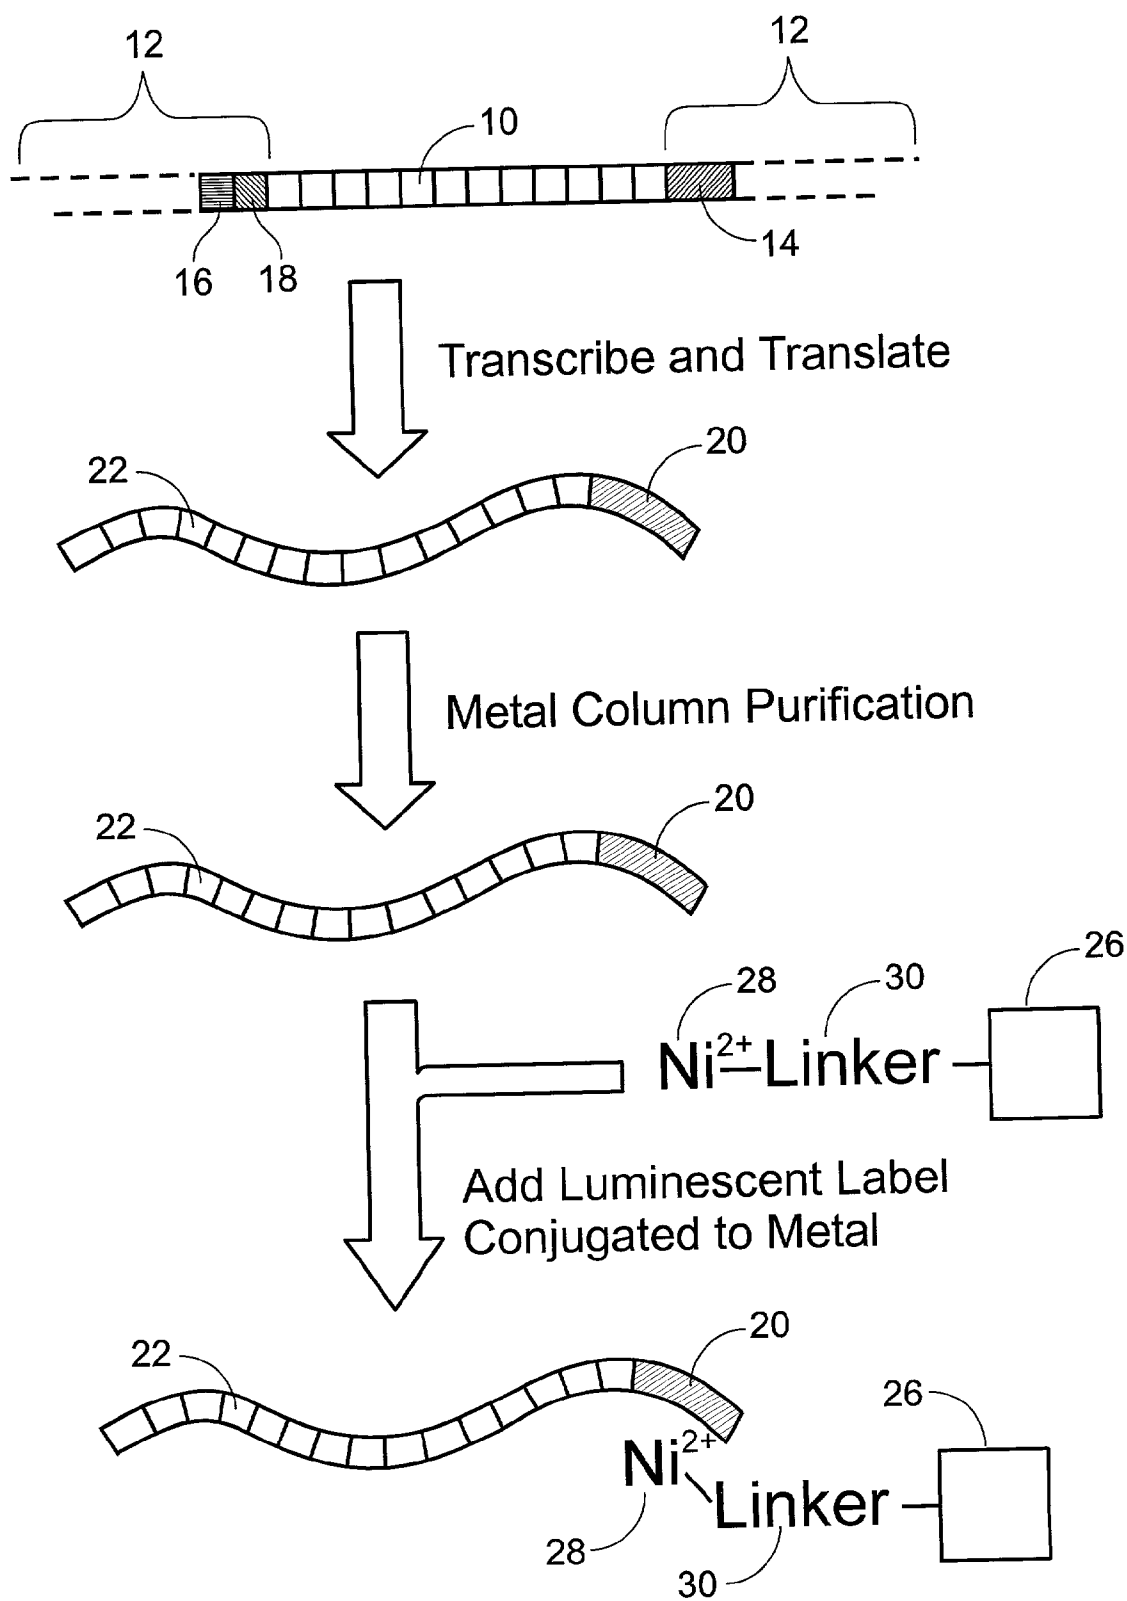 12
12
10
14
16
18
Transcribe and Translate
20
22
Metal Column Purification
20
22
26
28
30
Ni2+—Linker
Add Luminescent Label
Conjugated to Metal
20
22
26
Ni2+
Linker
28
30